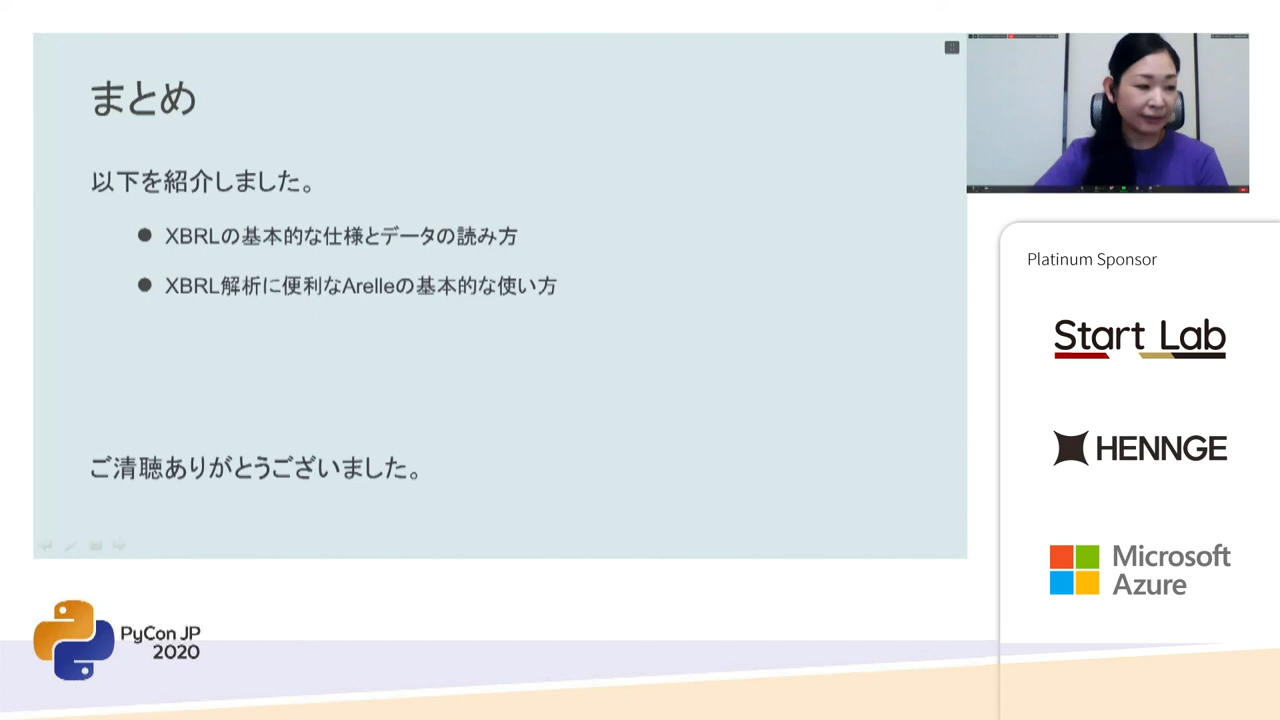 まとめ
以下を紹介しました。
● XBRLの基本的な仕様とデータの読み方
● XBRL解析に便利なArelleの基本的な使い方
ご清聴ありがとうございました。
Platinum Sponsor
Start Lab
HENNGE
Microsoft
Azure
PyCon JP
2020